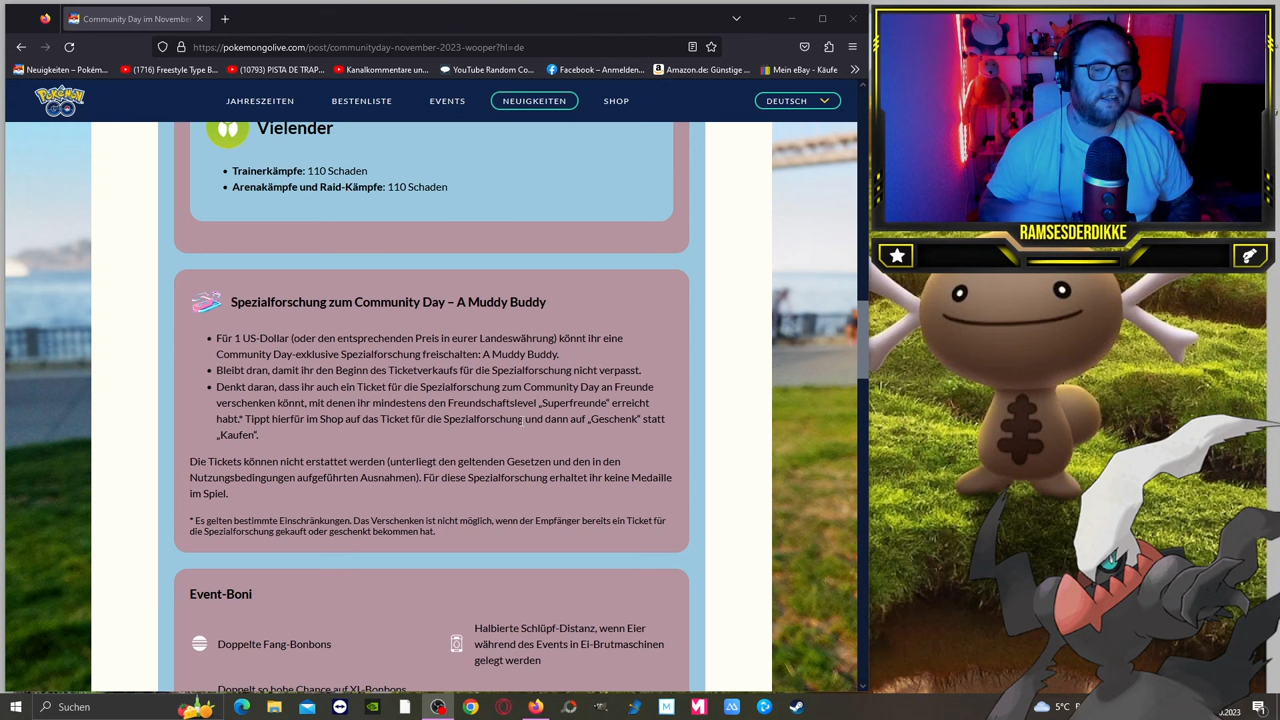 Community Day im November
https://pokemongolive.com/post/communityday-november-2023-wooper?hl=de
Neuigkeiten – Pokém...
(1716) Freestyle Type B...
(10793) PISTA DE TRAP...
Kanalkommentare un...
YouTube Random Co...
Facebook – Anmelden...
Amazon.de: Günstige ...
Mein eBay - Käufe
Pokémon GO
JAHRESZEITEN
BESTENLISTE
EVENTS
NEUIGKEITEN
SHOP
DEUTSCH
Vielender
• Trainerkämpfe: 110 Schaden
• Arenakämpfe und Raid-Kämpfe: 110 Schaden
Spezialforschung zum Community Day – A Muddy Buddy
• Für 1 US-Dollar (oder den entsprechenden Preis in eurer Landeswährung) könnt ihr eine
Community Day-exklusive Spezialforschung freischalten: A Muddy Buddy.
• Bleibt dran, damit ihr den Beginn des Ticketverkaufs für die Spezialforschung nicht verpasst.
• Denkt daran, dass ihr auch ein Ticket für die Spezialforschung zum Community Day an Freunde
verschenken könnt, mit denen ihr mindestens den Freundschaftslevel „Superfreunde“ erreicht
habt.* Tippt hierfür im Shop auf das Ticket für die Spezialforschung und dann auf „Geschenk“ statt
„Kaufen“.
Die Tickets können nicht erstattet werden (unterliegt den geltenden Gesetzen und den in den
Nutzungsbedingungen aufgeführten Ausnahmen). Für diese Spezialforschung erhaltet ihr keine Medaille
im Spiel.
* Es gelten bestimmte Einschränkungen. Das Verschenken ist nicht möglich, wenn der Empfänger bereits ein Ticket für
die Spezialforschung gekauft oder geschenkt bekommen hat.
Event-Boni
Doppelte Fang-Bonbons
Halbierte Schlüpf-Distanz, wenn Eier
während des Events in Ei-Brutmaschinen
gelegt werden
Doppelt so hohe Chance auf XL-Bonbons
RAMSESDERDIKKE
Suchen
5°C
.2023